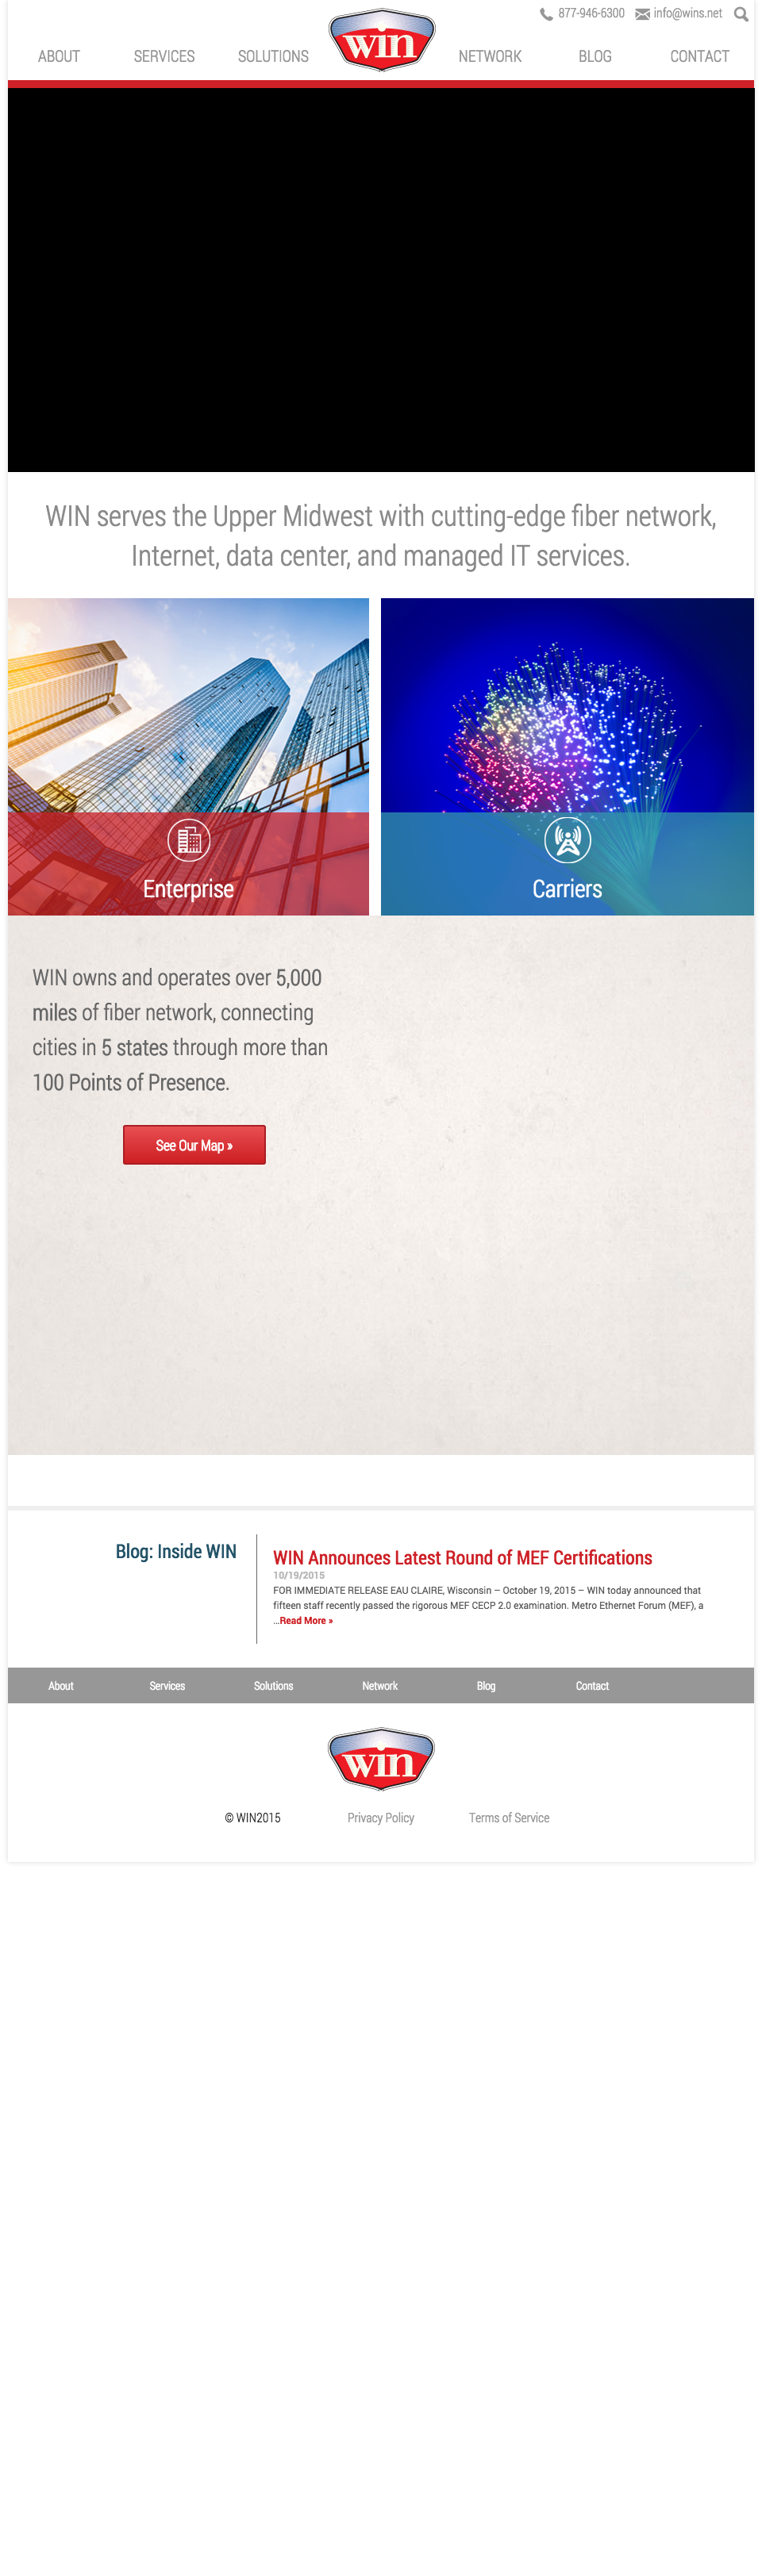 877-946-6300 info@wins.net
win
ABOUT SERVICES SOLUTIONS NETWORK BLOG CONTACT
WIN serves the Upper Midwest with cutting-edge fiber network,
Internet, data center, and managed IT services.
Enterprise
Carriers
WIN owns and operates over 5,000
miles of fiber network, connecting
cities in 5 states through more than
100 Points of Presence.
See Our Map »
Blog: Inside WIN
WIN Announces Latest Round of MEF Certifications
10/19/2015
FOR IMMEDIATE RELEASE EAU CLAIRE, Wisconsin – October 19, 2015 – WIN today announced that
fifteen staff recently passed the rigorous MEF CECP 2.0 examination. Metro Ethernet Forum (MEF), a
...Read More »
About Services Solutions Network Blog Contact
win
© WIN2015 Privacy Policy Terms of Service